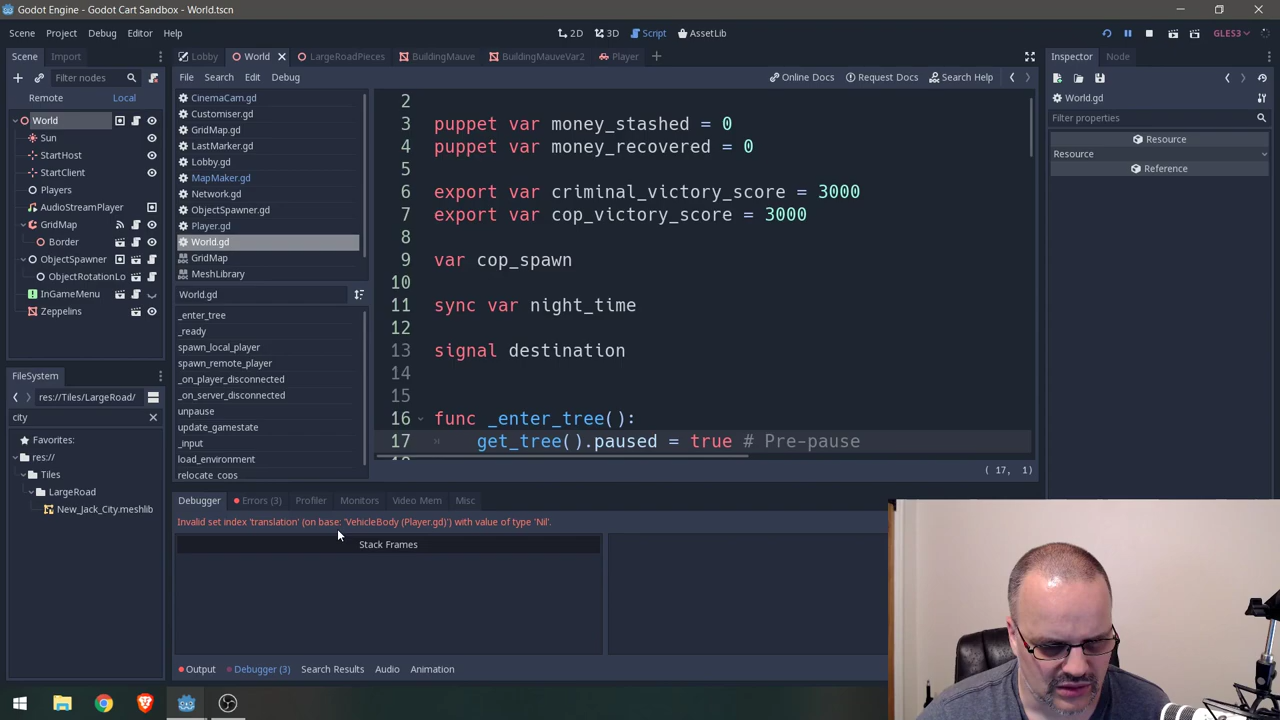 Godot Engine - Godot Cart Sandbox - World.tscn
Scene Project Debug Editor Help
2D 3D Script AssetLib
GLES3
Scene Import
Filter nodes
Remote Local
World
Sun
StartHost
StartClient
Players
AudioStreamPlayer
GridMap
Border
ObjectSpawner
ObjectRotationLo
InGameMenu
Zeppelins
FileSystem
res://Tiles/LargeRoad/
city
Favorites:
res://
Tiles
LargeRoad
New_Jack_City.meshlib
Lobby World LargeRoadPieces BuildingMauve BuildingMauveVar2 Player
File Search Edit Debug
Online Docs Request Docs Search Help
CinemaCam.gd
Customiser.gd
GridMap.gd
LastMarker.gd
Lobby.gd
MapMaker.gd
Network.gd
ObjectSpawner.gd
Player.gd
World.gd
GridMap
MeshLibrary
World.gd
_enter_tree
_ready
spawn_local_player
spawn_remote_player
_on_player_disconnected
_on_server_disconnected
unpause
update_gamestate
_input
load_environment
relocate_cops
2
3 puppet var money_stashed = 0
4 puppet var money_recovered = 0
5
6 export var criminal_victory_score = 3000
7 export var cop_victory_score = 3000
8
9 var cop_spawn
10
11 sync var night_time
12
13 signal destination
14
15
16 func _enter_tree():
17 get_tree().paused = true # Pre-pause
( 17, 1)
Debugger Errors (3) Profiler Monitors Video Mem Misc
Invalid set index 'translation' (on base: 'VehicleBody (Player.gd)') with value of type 'Nil'.
Stack Frames
Output Debugger (3) Search Results Audio Animation
Inspector Node
World.gd
Filter properties
Resource
Resource
Reference